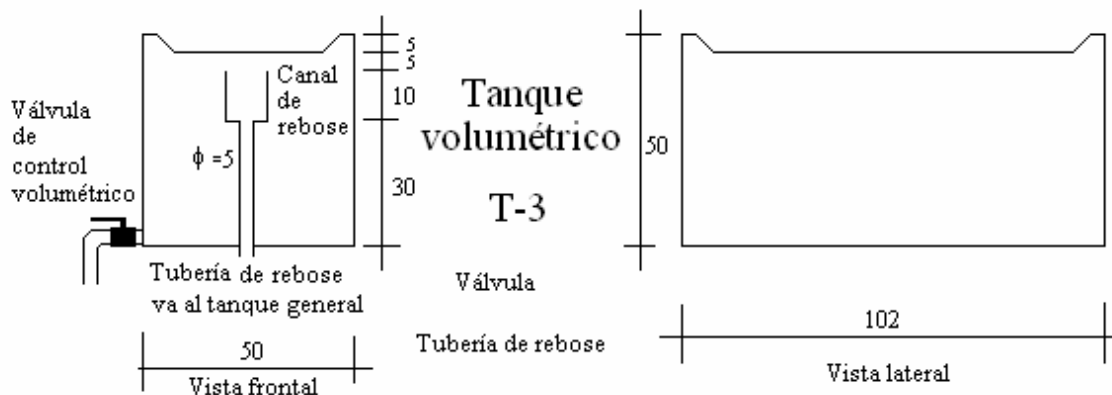 5
5
Canal
de
rebose
10
Válvula
de
control
volumétrico
ϕ =5
30
Tanque
volumétrico
T-3
50
Tubería de rebose
va al tanque general
Válvula
Tubería de rebose
50
Vista frontal
102
Vista lateral